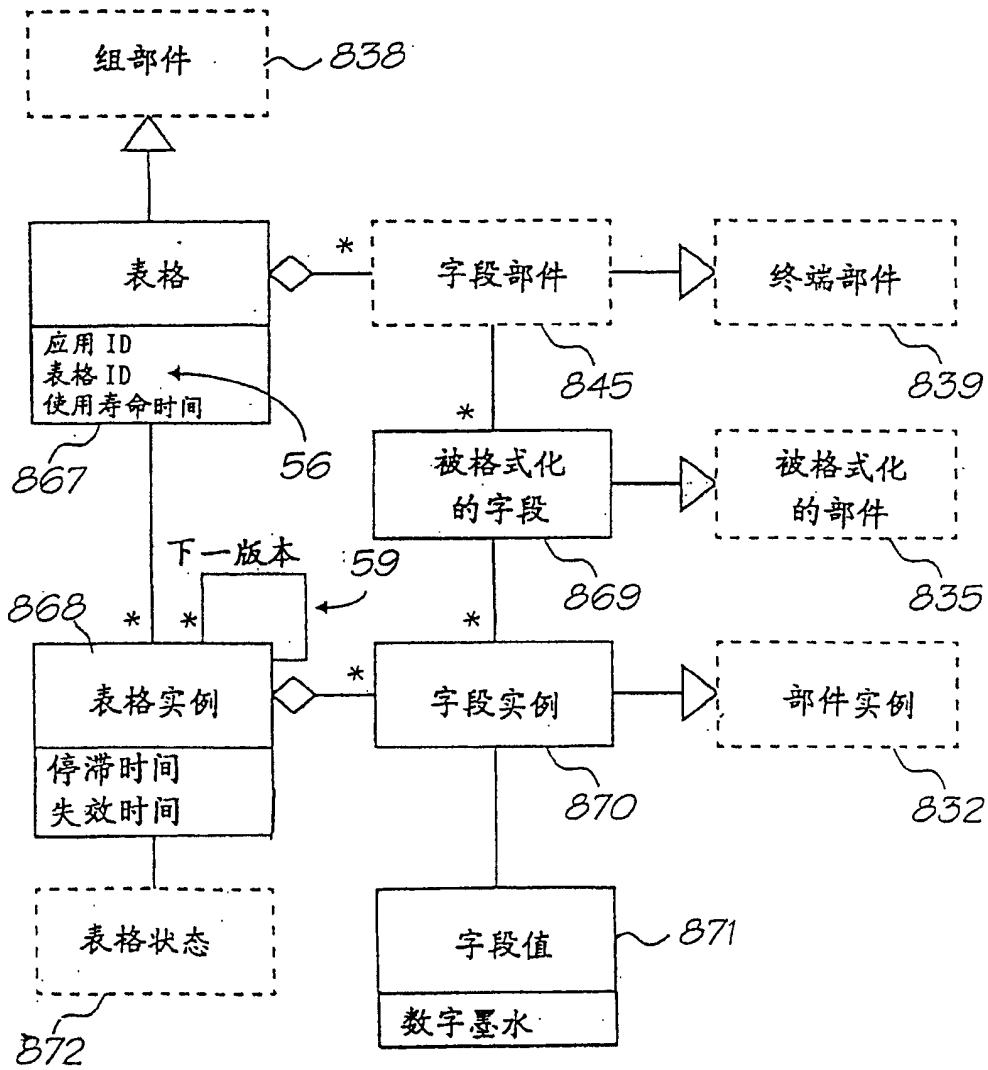 组部件
838
表格
*
字段部件
终端部件
应用 ID
表格 ID
使用寿命时间
845
839
867
56
*
被格式化
的字段
被格式化
的部件
下一版本
59
869
835
868
*
*
*
表格实例
*
字段实例
部件实例
停滞时间
失效时间
870
832
表格状态
字段值
871
数字墨水
872